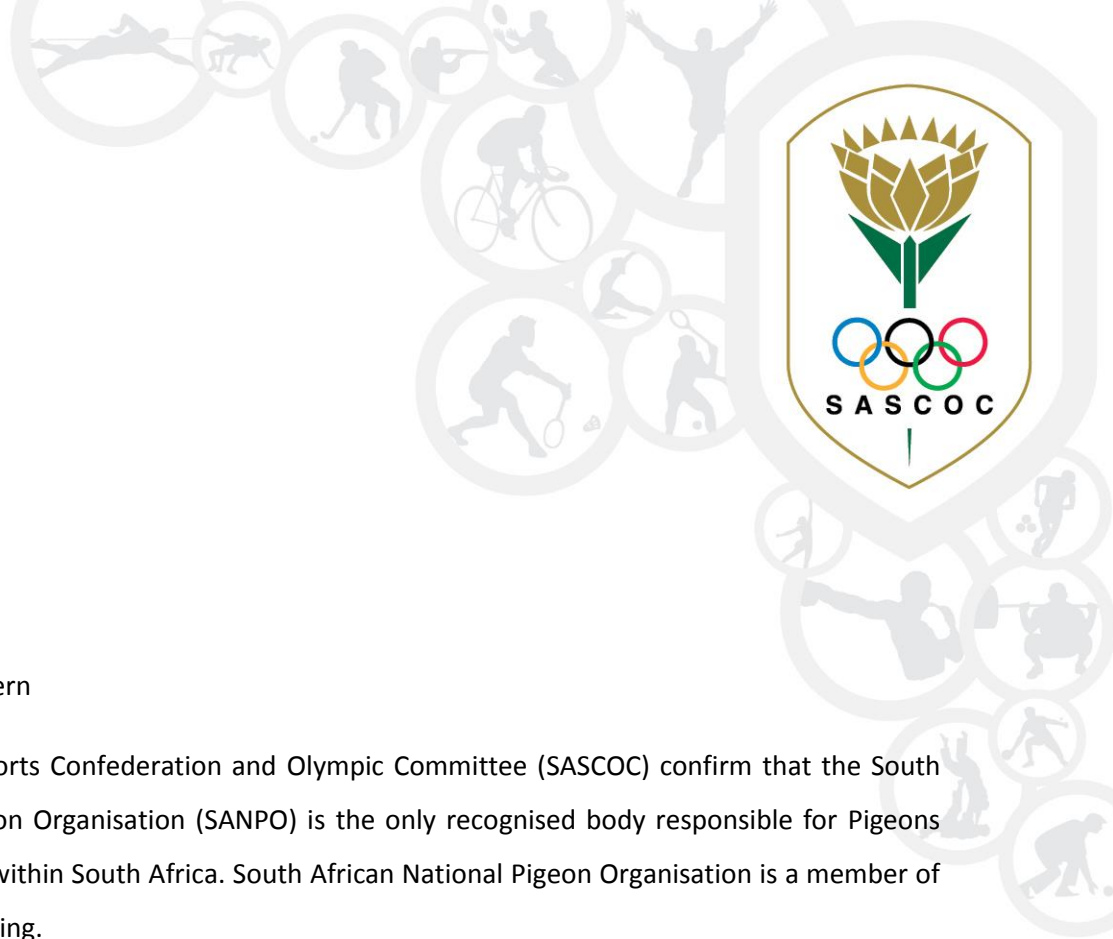 SASCOC
ern
orts Confederation and Olympic Committee (SASCOC) confirm that the South
on Organisation (SANPO) is the only recognised body responsible for Pigeons
within South Africa. South African National Pigeon Organisation is a member of
ing.